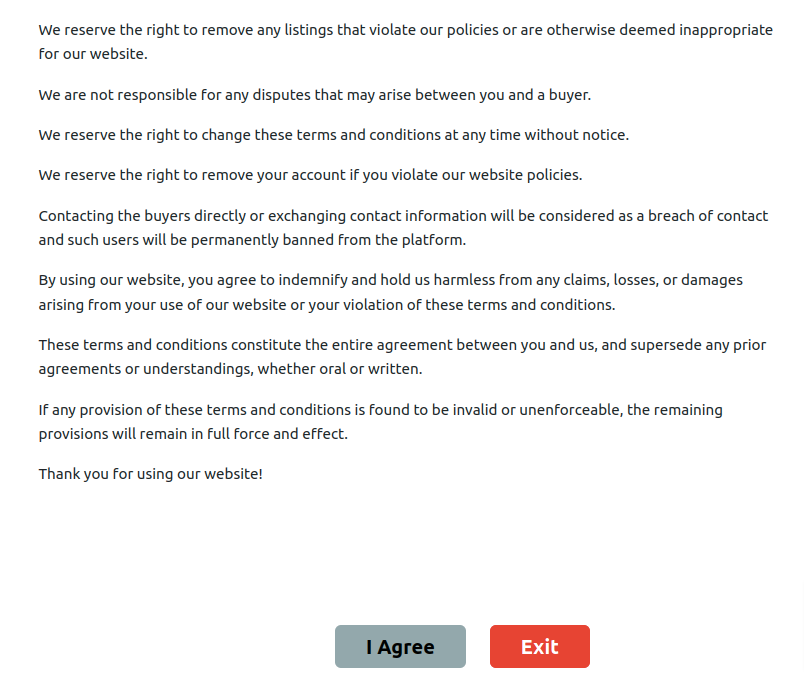 We reserve the right to remove any listings that violate our policies or are otherwise deemed inappropriate
for our website.
We are not responsible for any disputes that may arise between you and a buyer.
We reserve the right to change these terms and conditions at any time without notice.
We reserve the right to remove your account if you violate our website policies.
Contacting the buyers directly or exchanging contact information will be considered as a breach of contact
and such users will be permanently banned from the platform.
By using our website, you agree to indemnify and hold us harmless from any claims, losses, or damages
arising from your use of our website or your violation of these terms and conditions.
These terms and conditions constitute the entire agreement between you and us, and supersede any prior
agreements or understandings, whether oral or written.
If any provision of these terms and conditions is found to be invalid or unenforceable, the remaining
provisions will remain in full force and effect.
Thank you for using our website!
I Agree
Exit